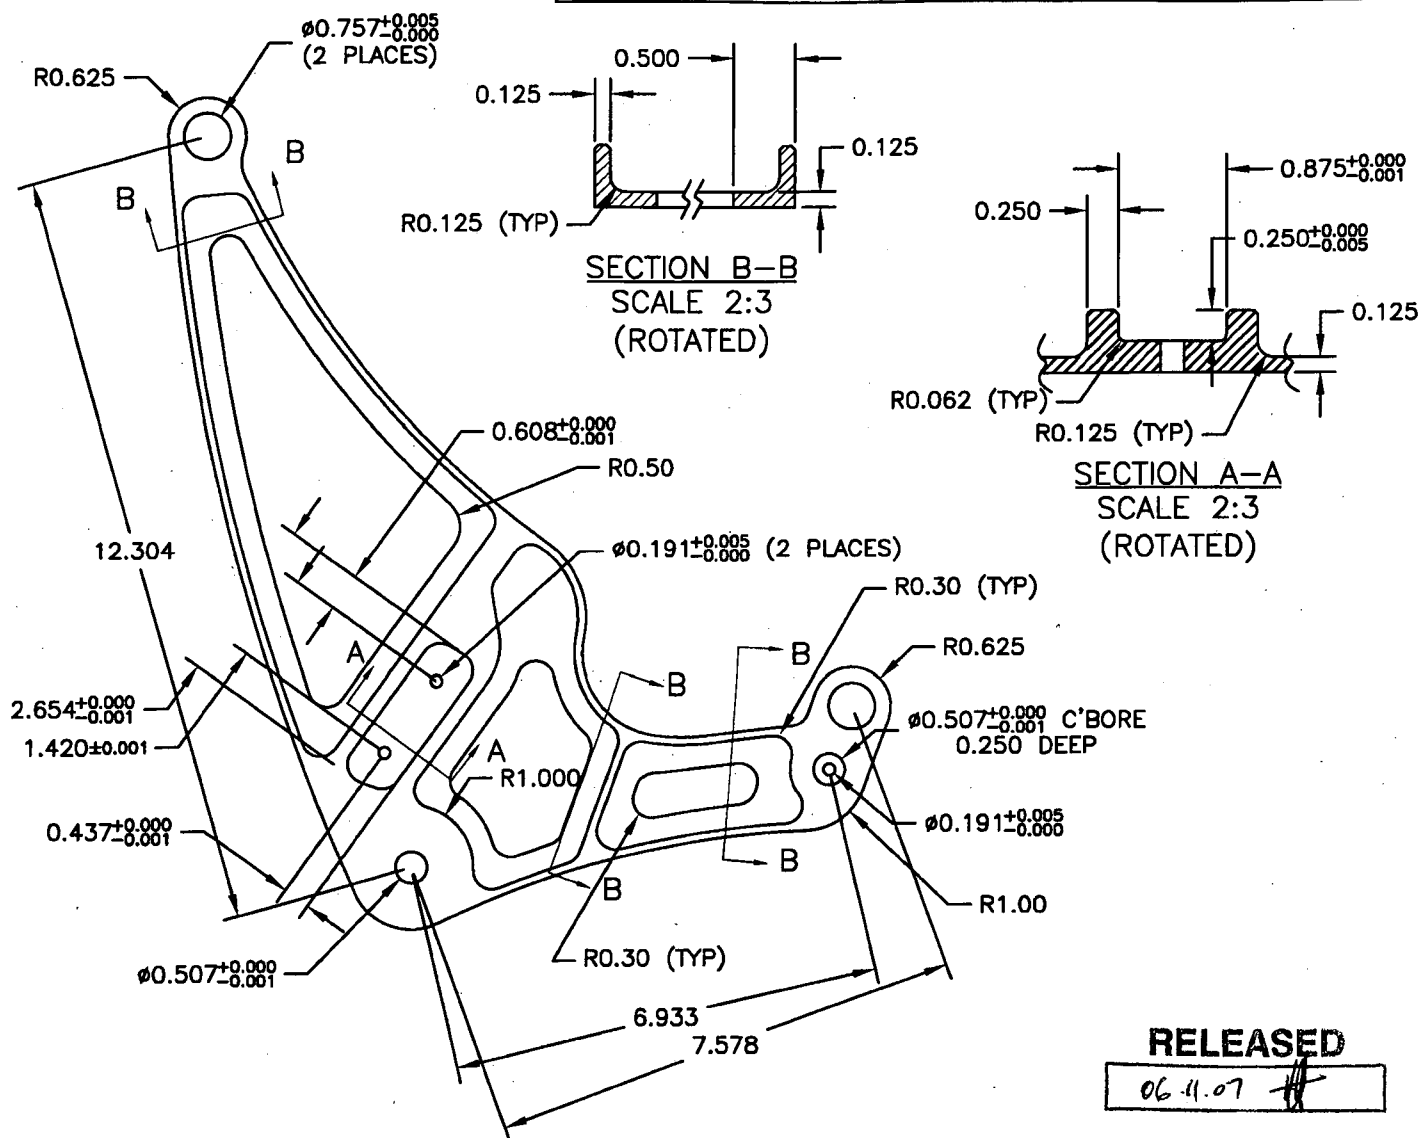 ø0.757+0.005 -0.000
(2 PLACES)
R0.625
B
B
0.500
0.125
0.125
R0.125 (TYP)
SECTION B-B
SCALE 2:3
(ROTATED)
0.875+0.000 -0.001
0.250
0.250+0.000 -0.005
0.125
R0.062 (TYP)
R0.125 (TYP)
SECTION A-A
SCALE 2:3
(ROTATED)
0.608+0.000 -0.001
R0.50
12.304
ø0.191+0.005 -0.000 (2 PLACES)
R0.30 (TYP)
R0.625
A
B
B
2.654+0.000 -0.001
1.420±0.001
A
R1.000
ø0.507+0.000 -0.001 C'BORE
0.250 DEEP
0.437+0.000 -0.001
ø0.191+0.005 -0.000
B
B
R1.00
ø0.507+0.000 -0.001
R0.30 (TYP)
6.933
7.578
RELEASED
06.11.07